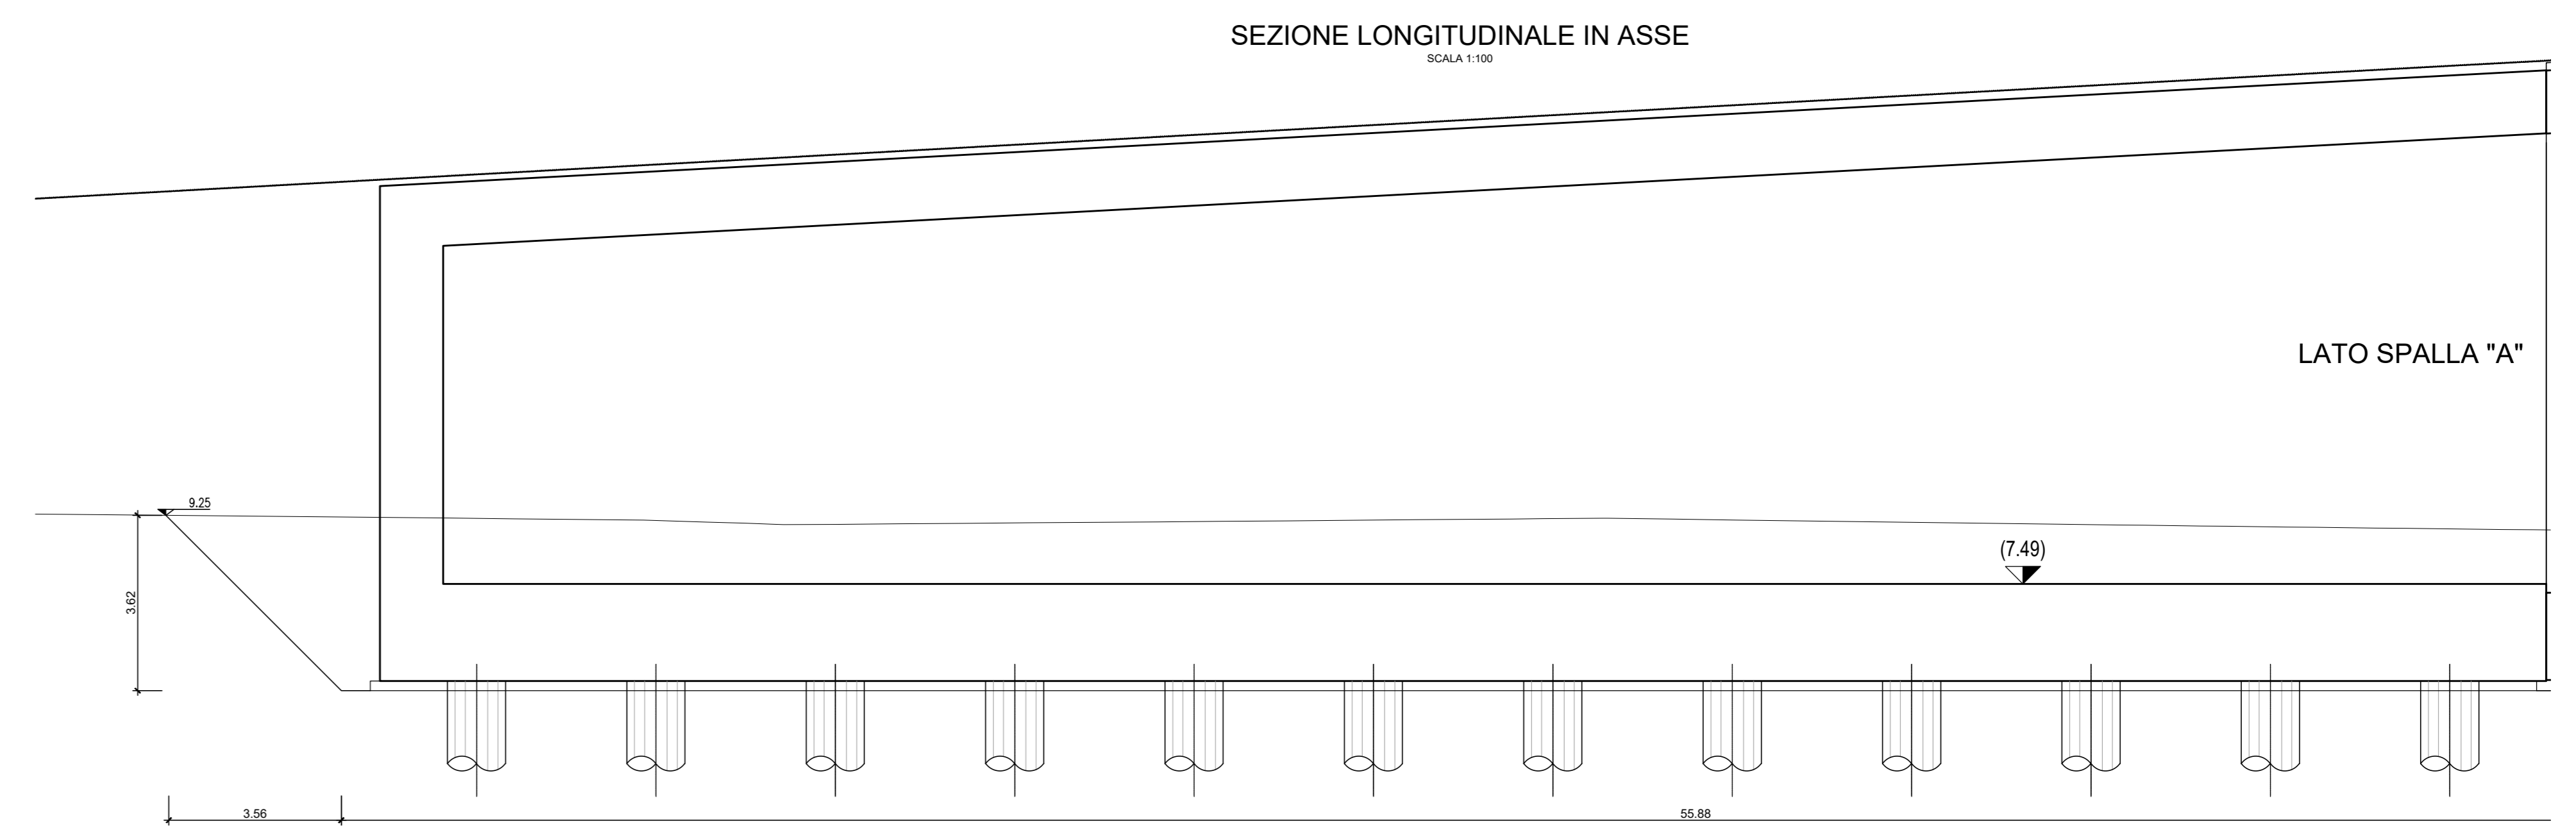 SEZIONE LONGITUDINALE IN ASSE
SCALA 1:100
LATO SPALLA "A"
9.25
(7.49)
3.62
3.56
55.88